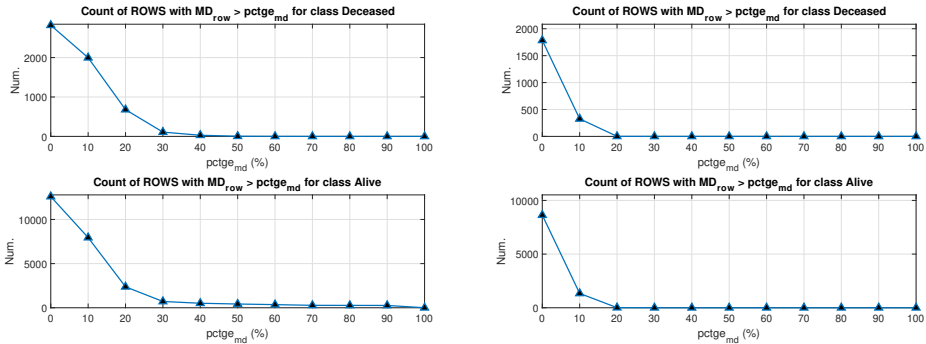 Count of ROWS with MD_row > pctge_md for class Deceased
Num.
2000
1000
0
0 10 20 30 40 50 60 70 80 90 100
pctge_md (%)
Count of ROWS with MD_row > pctge_md for class Deceased
Num.
2000
1500
1000
500
0
0 10 20 30 40 50 60 70 80 90 100
pctge_md (%)
Count of ROWS with MD_row > pctge_md for class Alive
Num.
10000
5000
0
0 10 20 30 40 50 60 70 80 90 100
pctge_md (%)
Count of ROWS with MD_row > pctge_md for class Alive
Num.
10000
5000
0
0 10 20 30 40 50 60 70 80 90 100
pctge_md (%)